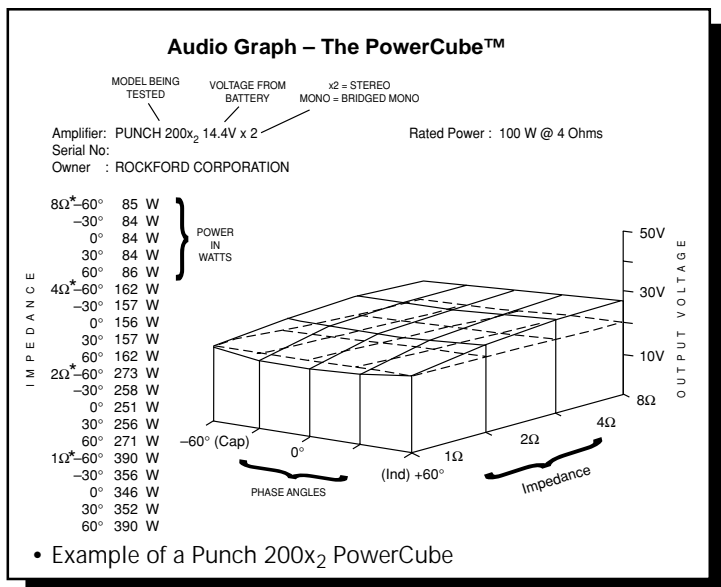 Audio Graph – The PowerCube™
MODEL BEING TESTED
VOLTAGE FROM BATTERY
x2 = STEREO
MONO = BRIDGED MONO
Amplifier: PUNCH 200x2 14.4V x 2
Rated Power : 100 W @ 4 Ohms
Serial No:
Owner : ROCKFORD CORPORATION
IMPEDANCE
8Ω*–60° 85 W
–30° 84 W
0° 84 W
30° 84 W
60° 86 W
4Ω*–60° 162 W
–30° 157 W
0° 156 W
30° 157 W
60° 162 W
2Ω*–60° 273 W
–30° 258 W
0° 251 W
30° 256 W
60° 271 W
1Ω*–60° 390 W
–30° 356 W
0° 346 W
30° 352 W
60° 390 W
POWER
IN
WATTS
50V
30V
10V
OUTPUT VOLTAGE
8Ω
4Ω
2Ω
1Ω
Impedance
–60° (Cap)
0°
(Ind) +60°
PHASE ANGLES
• Example of a Punch 200x2 PowerCube